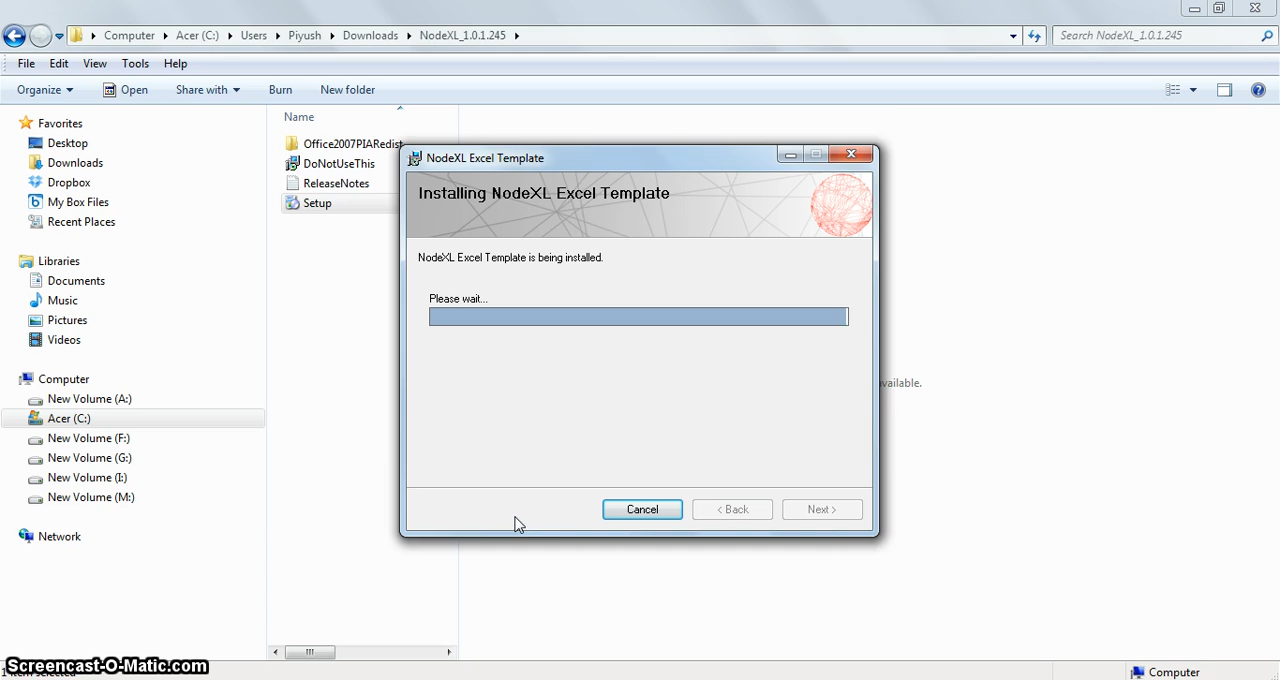 Computer Acer (C:) Users Piyush Downloads NodeXL_1.0.1.245
Search NodeXL_1.0.1.245
File Edit View Tools Help
Organize Open Share with Burn New folder
Favorites
Desktop
Downloads
Dropbox
My Box Files
Recent Places
Libraries
Documents
Music
Pictures
Videos
Computer
New Volume (A:)
Acer (C:)
New Volume (F:)
New Volume (G:)
New Volume (I:)
New Volume (M:)
Network
Name
Office2007PIARedist
DoNotUseThis
ReleaseNotes
Setup
NodeXL Excel Template
Installing NodeXL Excel Template
NodeXL Excel Template is being installed.
Please wait...
Cancel < Back Next >
vailable.
Screencast-O-Matic.com
1 item selected
Computer